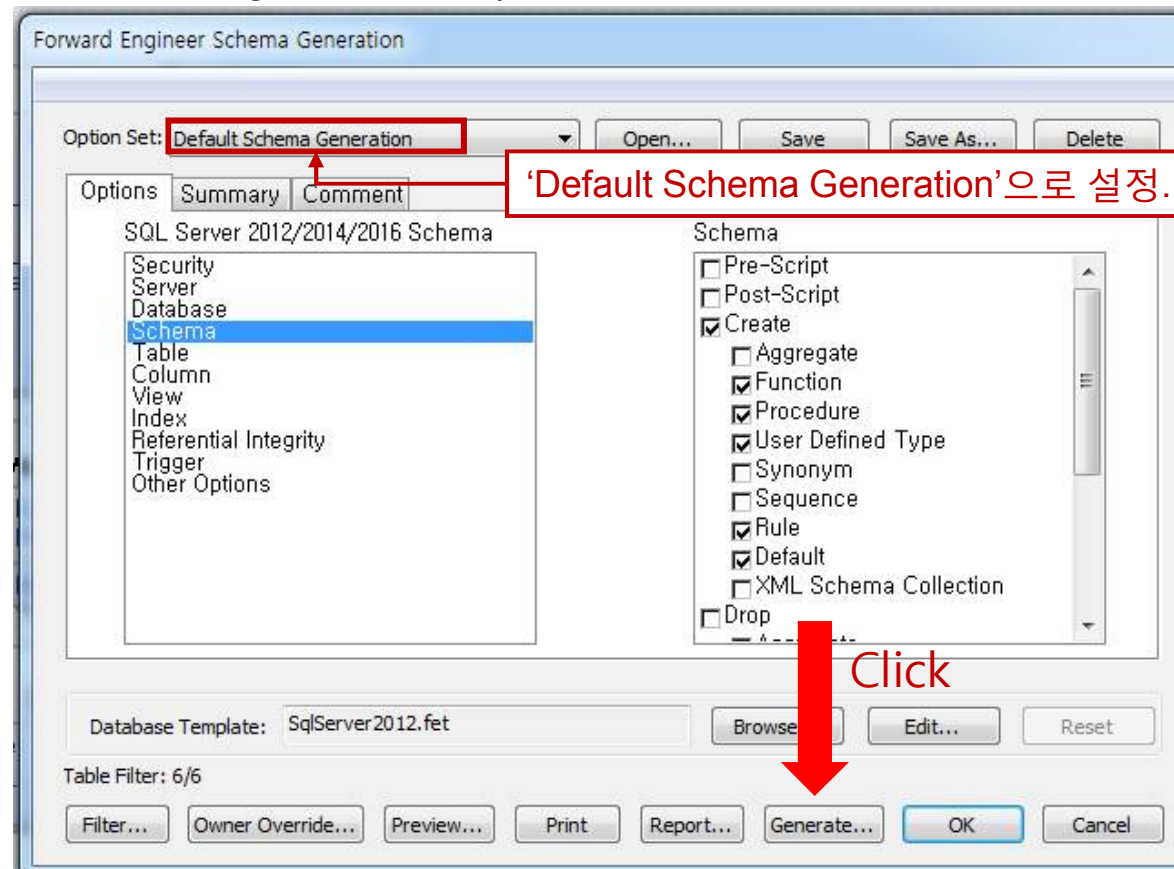 Forward Engineer Schema Generation
Option Set: Default Schema Generation Open... Save Save As... Delete
'Default Schema Generation'으로 설정.
Options Summary Comment
SQL Server 2012/2014/2016 Schema
Security
Server
Database
Schema
Table
Column
View
Index
Referential Integrity
Trigger
Other Options
Schema
Pre-Script
Post-Script
Create
Aggregate
Function
Procedure
User Defined Type
Synonym
Sequence
Rule
Default
XML Schema Collection
Drop
Click
Database Template: SqlServer2012.fet Browse Edit... Reset
Table Filter: 6/6
Filter... Owner Override... Preview... Print Report... Generate... OK Cancel